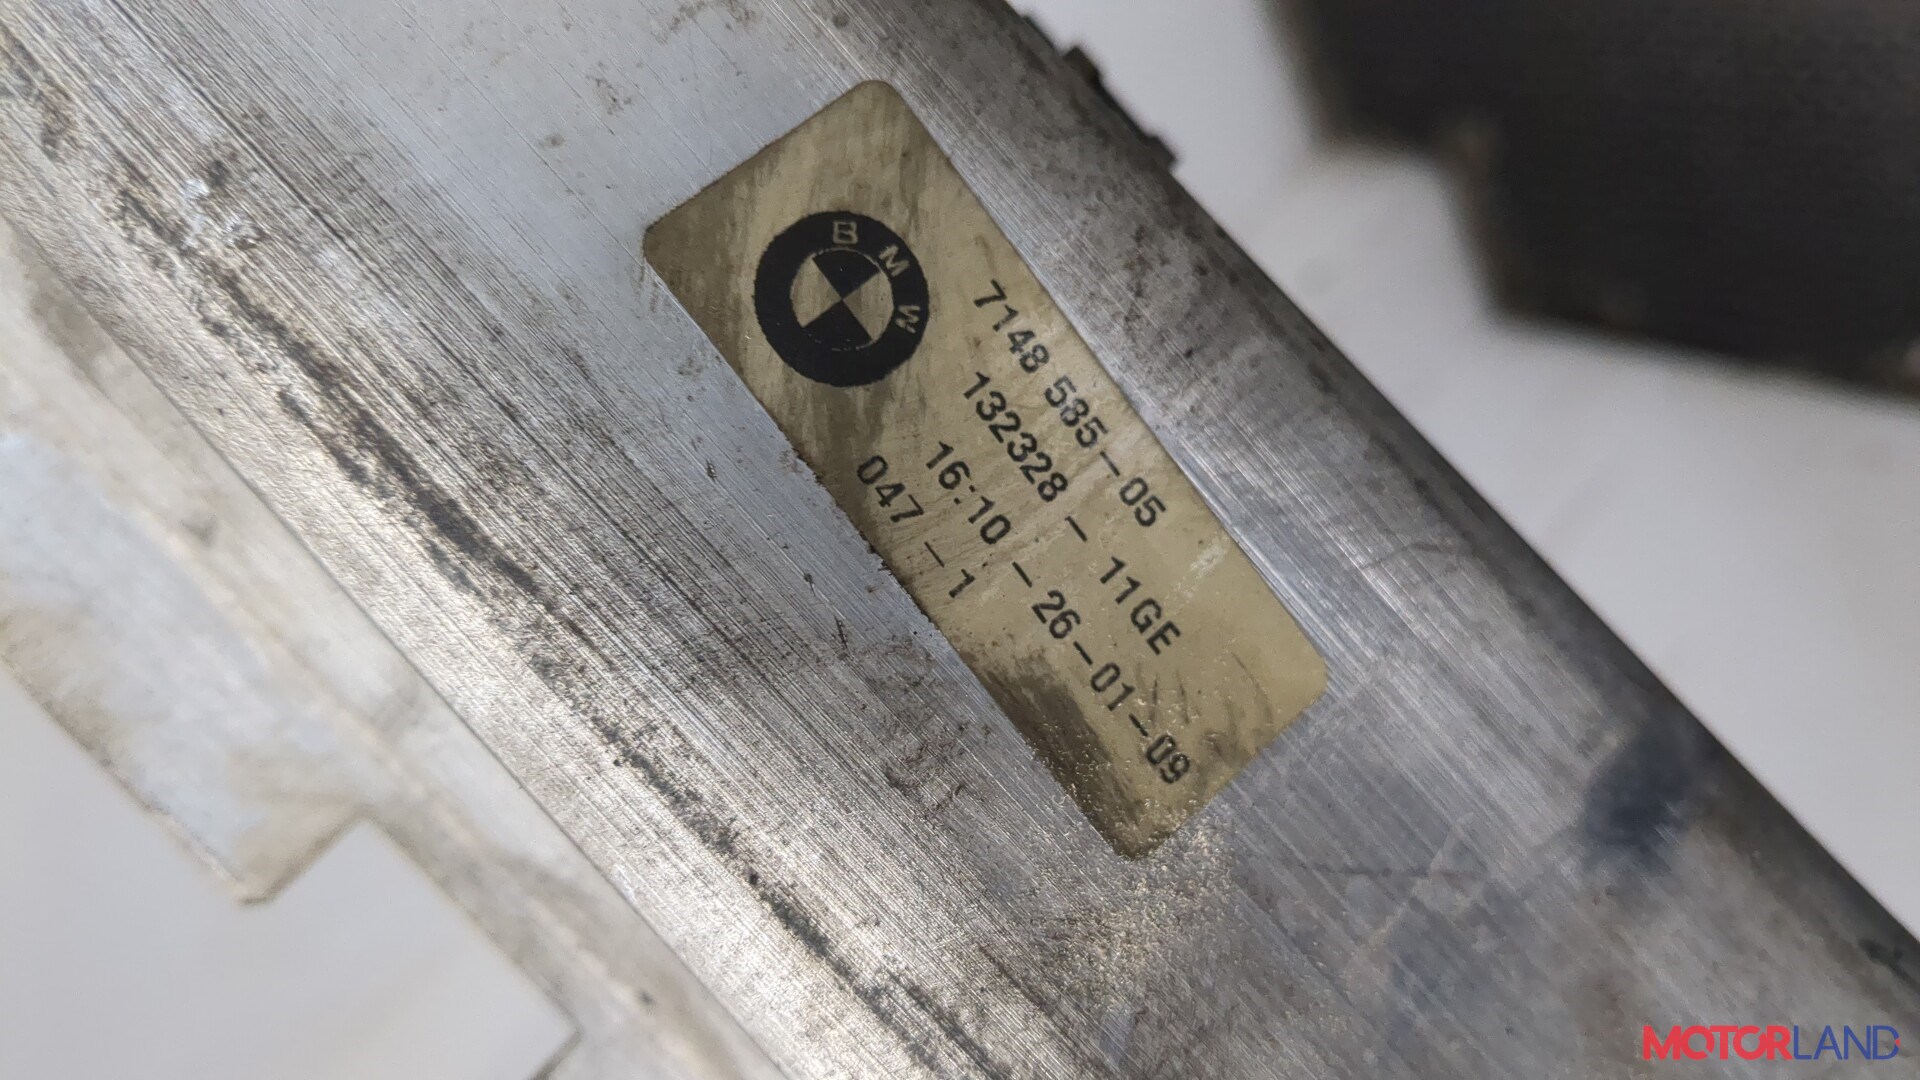 BMW
7148 585-05
132328 - 11GE
16:10 - 26-01-09
047 - 1
MOTORLAND